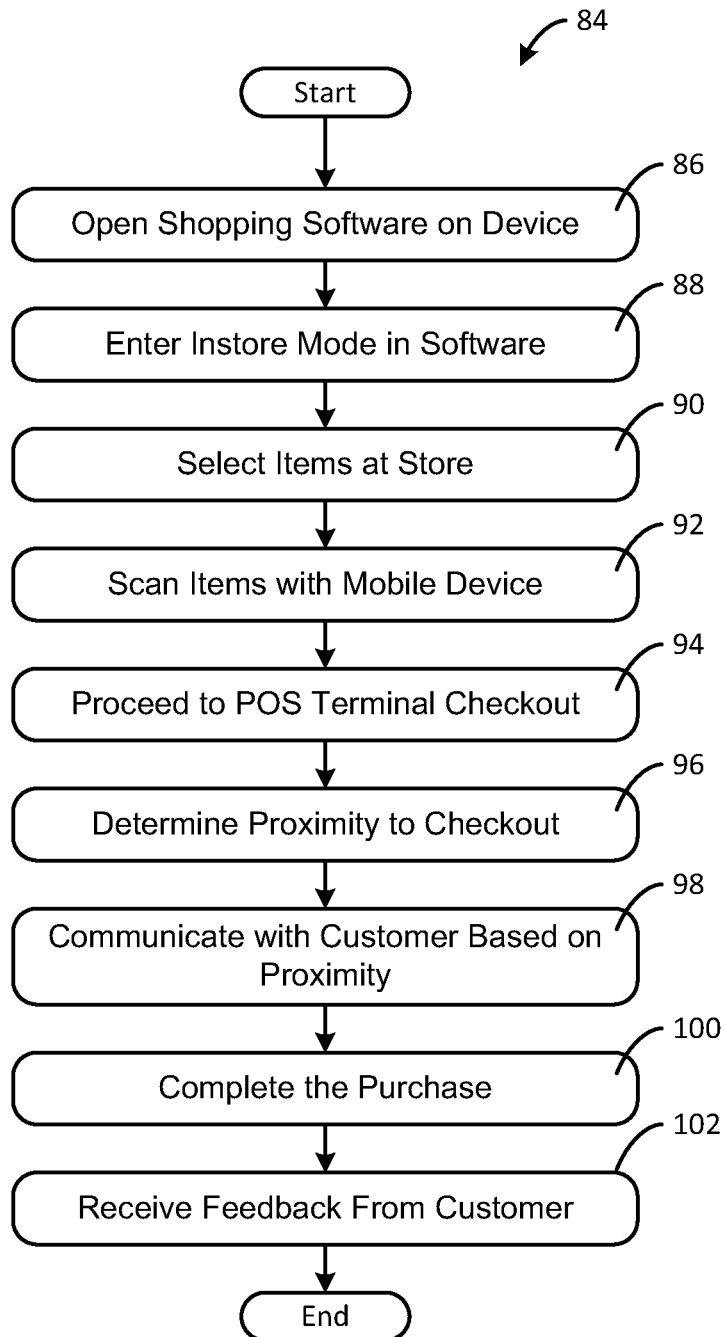 84
Start
86
Open Shopping Software on Device
88
Enter Instore Mode in Software
90
Select Items at Store
92
Scan Items with Mobile Device
94
Proceed to POS Terminal Checkout
96
Determine Proximity to Checkout
98
Communicate with Customer Based on
Proximity
100
Complete the Purchase
102
Receive Feedback From Customer
End